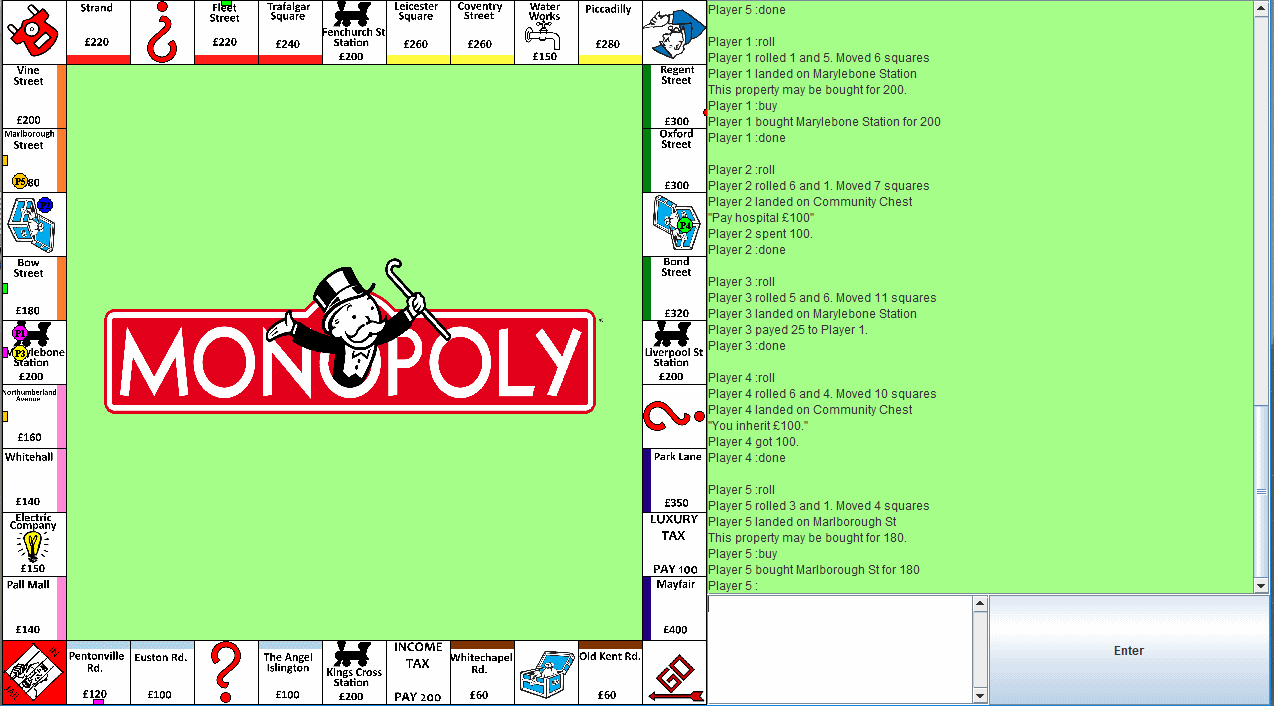 Strand
£220
Fleet
Street
£220
Trafalgar
Square
£240
Fenchurch St
Station
£200
Leicester
Square
£260
Coventry
Street
£260
Water
Works
£150
Piccadilly
£280
Vine
Street
£200
Marlborough
Street
P5
80
P2
Bow
Street
£180
P1
P3
M rylebone
Station
£200
Northumberland
Avenue
£160
Whitehall
£140
Electric
Company
£150
Pall Mall
£140
IN
JAIL
Pentonville
Rd.
£120
Euston Rd.
£100
The Angel
Islington
£100
Kings Cross
Station
£200
INCOME
TAX
PAY 200
Whitechapel
Rd.
£60
Old Kent Rd.
£60
GO
Regent
Street
£300
Oxford
Street
£300
P4
Bond
Street
£320
Liverpool St
Station
£200
Park Lane
£350
LUXURY
TAX
PAY 100
Mayfair
£400
MONOPOLY
Player 5 :done
Player 1 :roll
Player 1 rolled 1 and 5. Moved 6 squares
Player 1 landed on Marylebone Station
This property may be bought for 200.
Player 1 :buy
Player 1 bought Marylebone Station for 200
Player 1 :done
Player 2 :roll
Player 2 rolled 6 and 1. Moved 7 squares
Player 2 landed on Community Chest
"Pay hospital £100"
Player 2 spent 100.
Player 2 :done
Player 3 :roll
Player 3 rolled 5 and 6. Moved 11 squares
Player 3 landed on Marylebone Station
Player 3 payed 25 to Player 1.
Player 3 :done
Player 4 :roll
Player 4 rolled 6 and 4. Moved 10 squares
Player 4 landed on Community Chest
"You inherit £100."
Player 4 got 100.
Player 4 :done
Player 5 :roll
Player 5 rolled 3 and 1. Moved 4 squares
Player 5 landed on Marlborough St
This property may be bought for 180.
Player 5 :buy
Player 5 bought Marlborough St for 180
Player 5 :
Enter